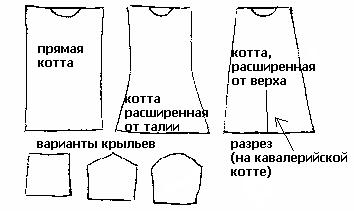 прямая
котта
котта
расширенная
от талии
котта,
расширенная
от верха
варианты крыльев
разрез
(на кавалерийской
котте)